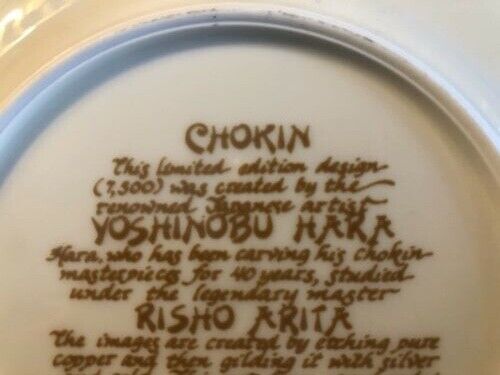 CHOKIN
This limited edition design
(7,500) was created by the
renowned Japanese artist
YOSHINOBU HARA
Hara, who has been carving his chokin
masterpieces for 40 years, studied
under the legendary master
RISHO ARITA
The images are created by etching pure
copper and then gilding it with silver
and gold.